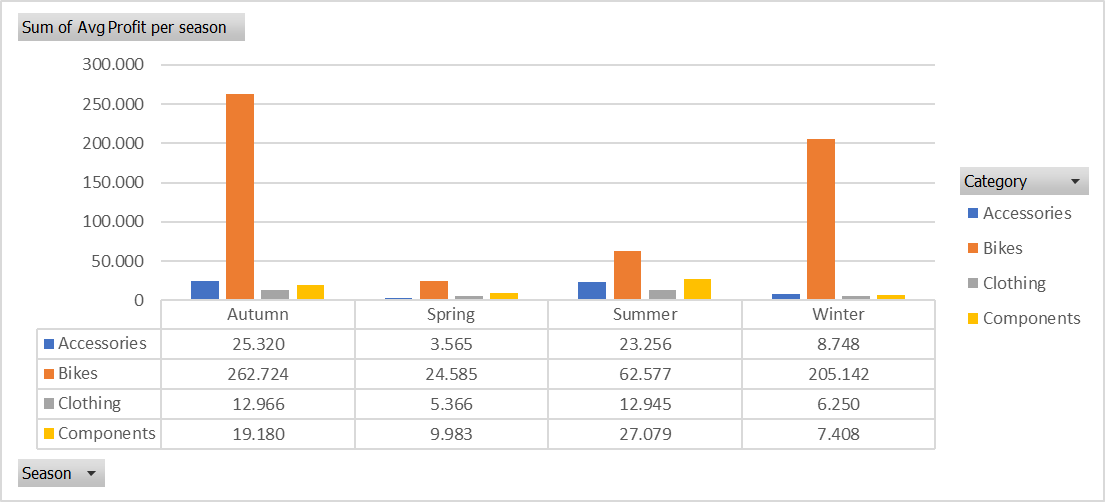 Sum of Avg Profit per season
300.000
250.000
200.000
150.000
100.000
50.000
0
Autumn Spring Summer Winter
Accessories 25.320 3.565 23.256 8.748
Bikes 262.724 24.585 62.577 205.142
Clothing 12.966 5.366 12.945 6.250
Components 19.180 9.983 27.079 7.408
Season
Category
Accessories
Bikes
Clothing
Components